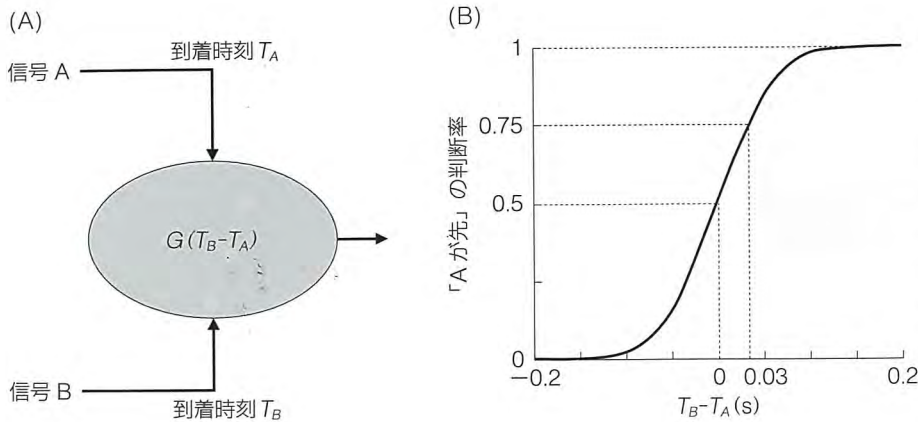 (A)
到着時刻 T_A
信号 A
G(T_B−T_A)
信号 B
到着時刻 T_B
(B)
「A が先」の判断率
1
0.75
0.5
0
−0.2
0
0.03
0.2
T_B−T_A(s)